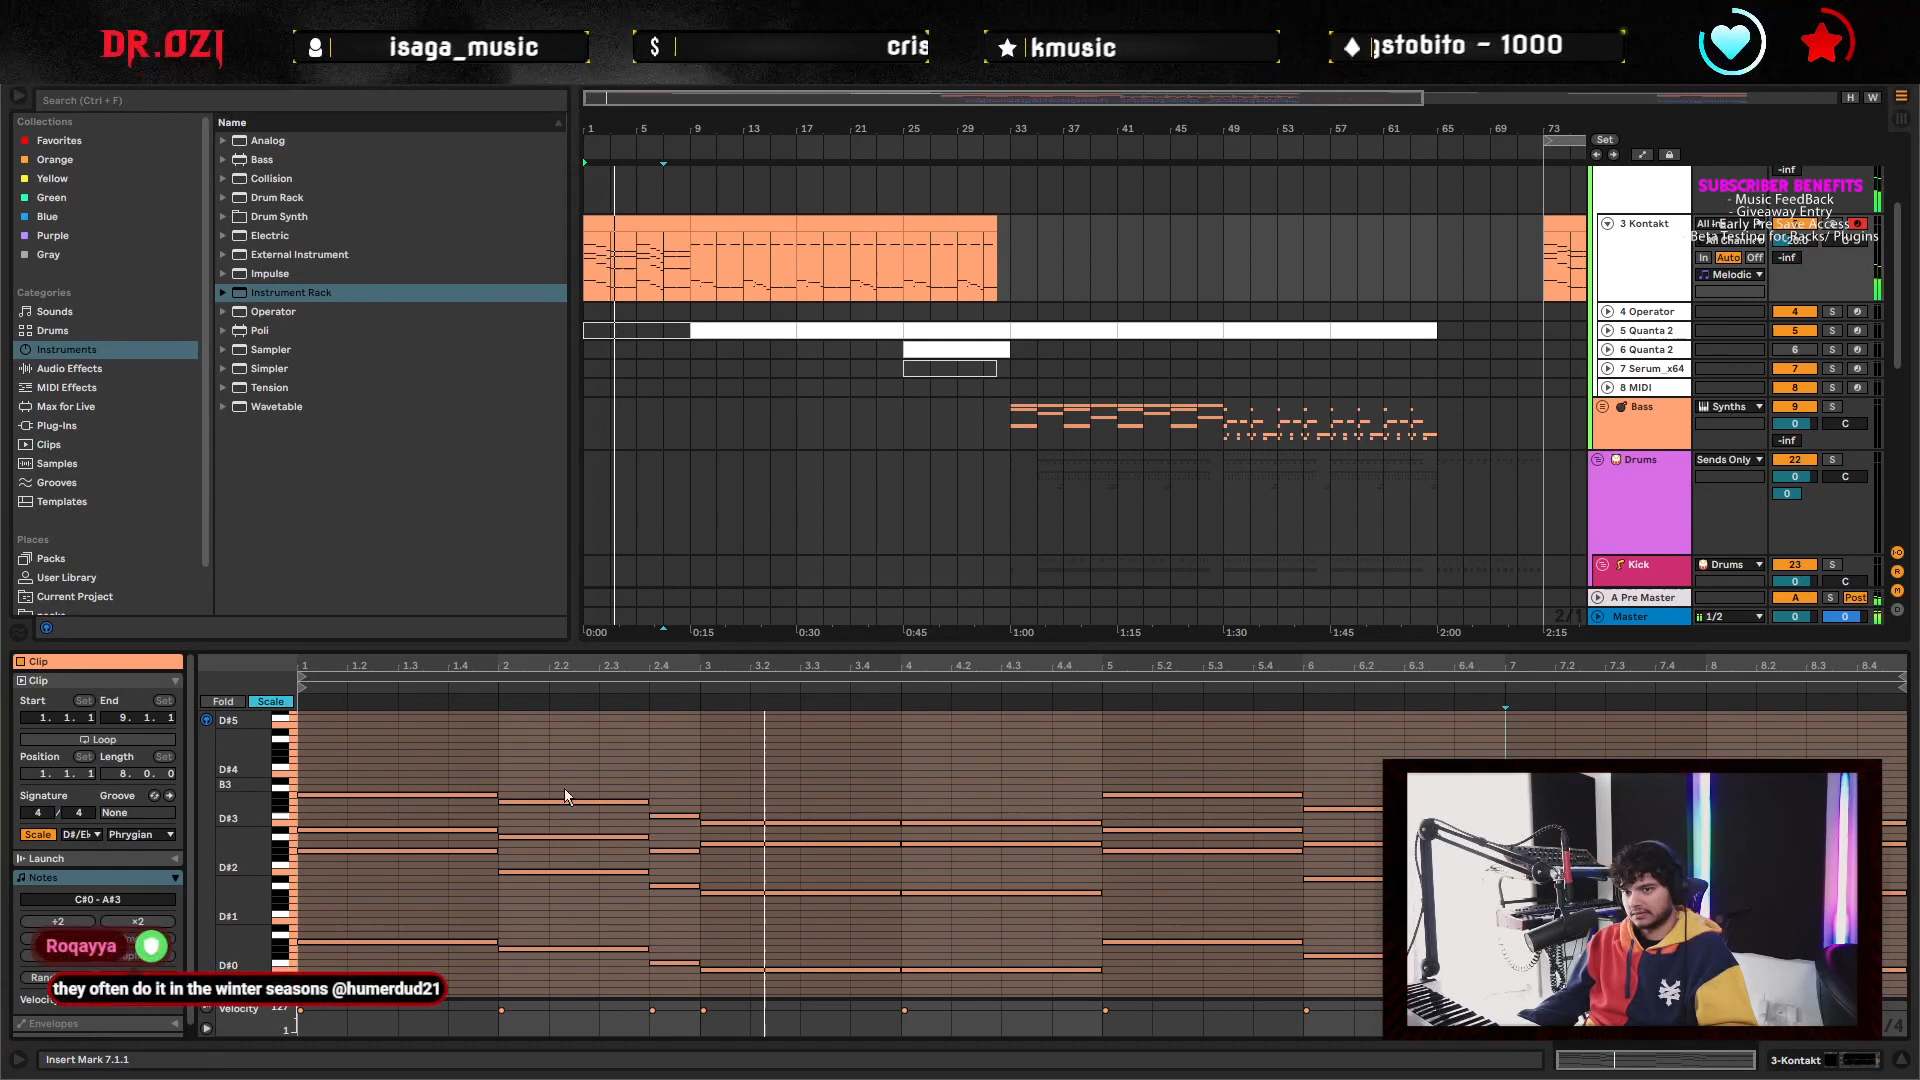 DR.OZI
isaga_music
$
cris
kmusic
gstobito - 1000
Search (Ctrl + F)
H
W
Collections
Favorites
Orange
Yellow
Green
Blue
Purple
Gray
Categories
Sounds
Drums
Instruments
Audio Effects
MIDI Effects
Max for Live
Plug-Ins
Clips
Samples
Grooves
Templates
Places
Packs
User Library
Current Project
Name
Analog
Bass
Collision
Drum Rack
Drum Synth
Electric
External Instrument
Impulse
Instrument Rack
Operator
Poli
Sampler
Simpler
Tension
Wavetable
1 5 9 13 17 21 25 29 33 37 41 45 49 53 57 61 65 69 73
Set
-inf
SUBSCRIBER BENEFITS
- Music FeedBack
- Giveaway Entry
Early Pre Save Access
Beta Testing for Racks/ Plugins
3 Kontakt
In Auto Off -inf
Melodic
4 Operator 4 S
5 Quanta 2 5 S
6 Quanta 2 6 S
7 Serum_x64 7 S
8 MIDI 8 S
Bass Synths 9 S
0 C
-inf
Drums Sends Only 22 S
0 C
0
Kick Drums 23 S
0 C
A Pre Master A S Post
Master 1/2 0 0
2/1
0:00 0:15 0:30 0:45 1:00 1:15 1:30 1:45 2:00 2:15
Clip
Clip
Start Set End Set
1. 1. 1 9. 1. 1
Loop
Position Set Length Set
1. 1. 1 8. 0. 0
Signature Groove
4 / 4 None
Scale D#/Eb Phrygian
Launch
Notes
C#0 - A#3
÷2 ×2
Roqayya
they often do it in the winter seasons @humerdud21
Envelopes
1 1.2 1.3 1.4 2 2.2 2.3 2.4 3 3.2 3.3 3.4 4 4.2 4.3 4.4 5 5.2 5.3 5.4 6 6.2 6.3 6.4 7 7.2 7.3 7.4 8 8.2 8.3 8.4
Fold Scale
D#5
D#4
B3
D#3
D#2
D#1
D#0
Velocity 127
1
/4
Insert Mark 7.1.1
3-Kontakt